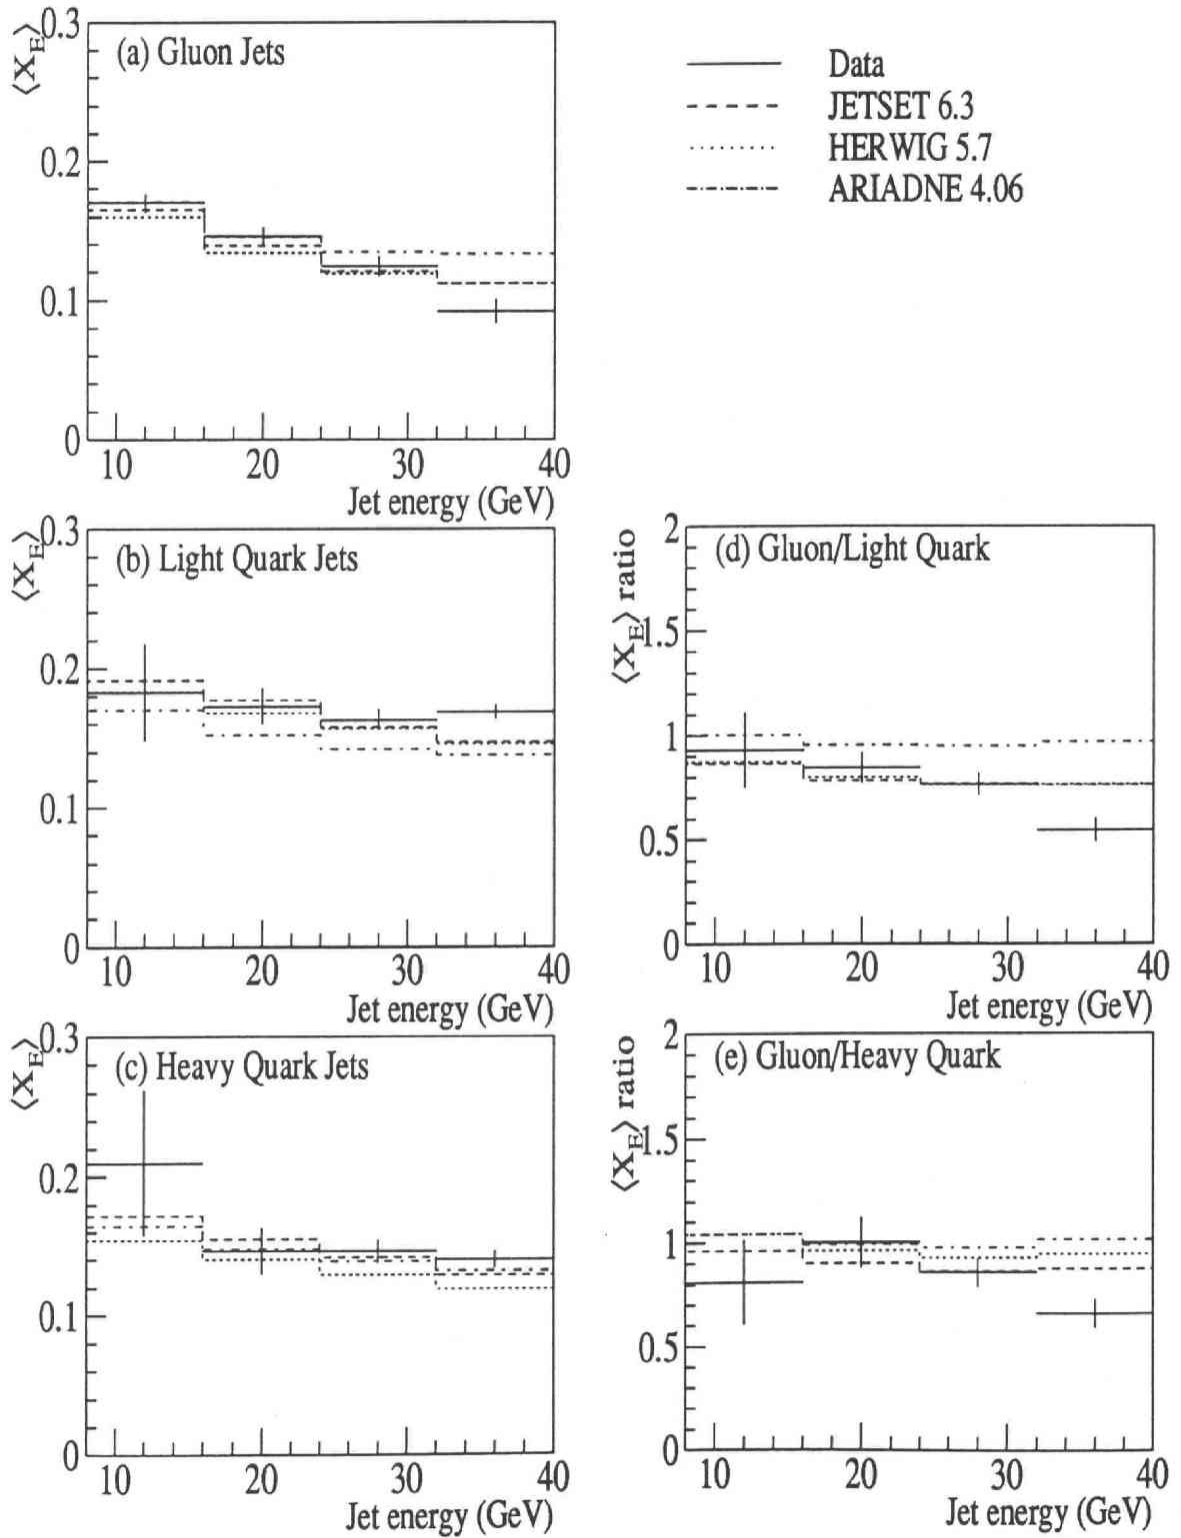 ⟨X_E⟩
0.3
(a) Gluon Jets
0.2
0.1
0
10 20 30 40
Jet energy (GeV)
Data
JETSET 6.3
HERWIG 5.7
ARIADNE 4.06
⟨X_E⟩
0.3
(b) Light Quark Jets
0.2
0.1
0
10 20 30 40
Jet energy (GeV)
⟨X_E⟩ ratio
2
(d) Gluon/Light Quark
1.5
1
0.5
0
10 20 30 40
Jet energy (GeV)
⟨X_E⟩
0.3
(c) Heavy Quark Jets
0.2
0.1
0
10 20 30 40
Jet energy (GeV)
⟨X_E⟩ ratio
2
(e) Gluon/Heavy Quark
1.5
1
0.5
0
10 20 30 40
Jet energy (GeV)